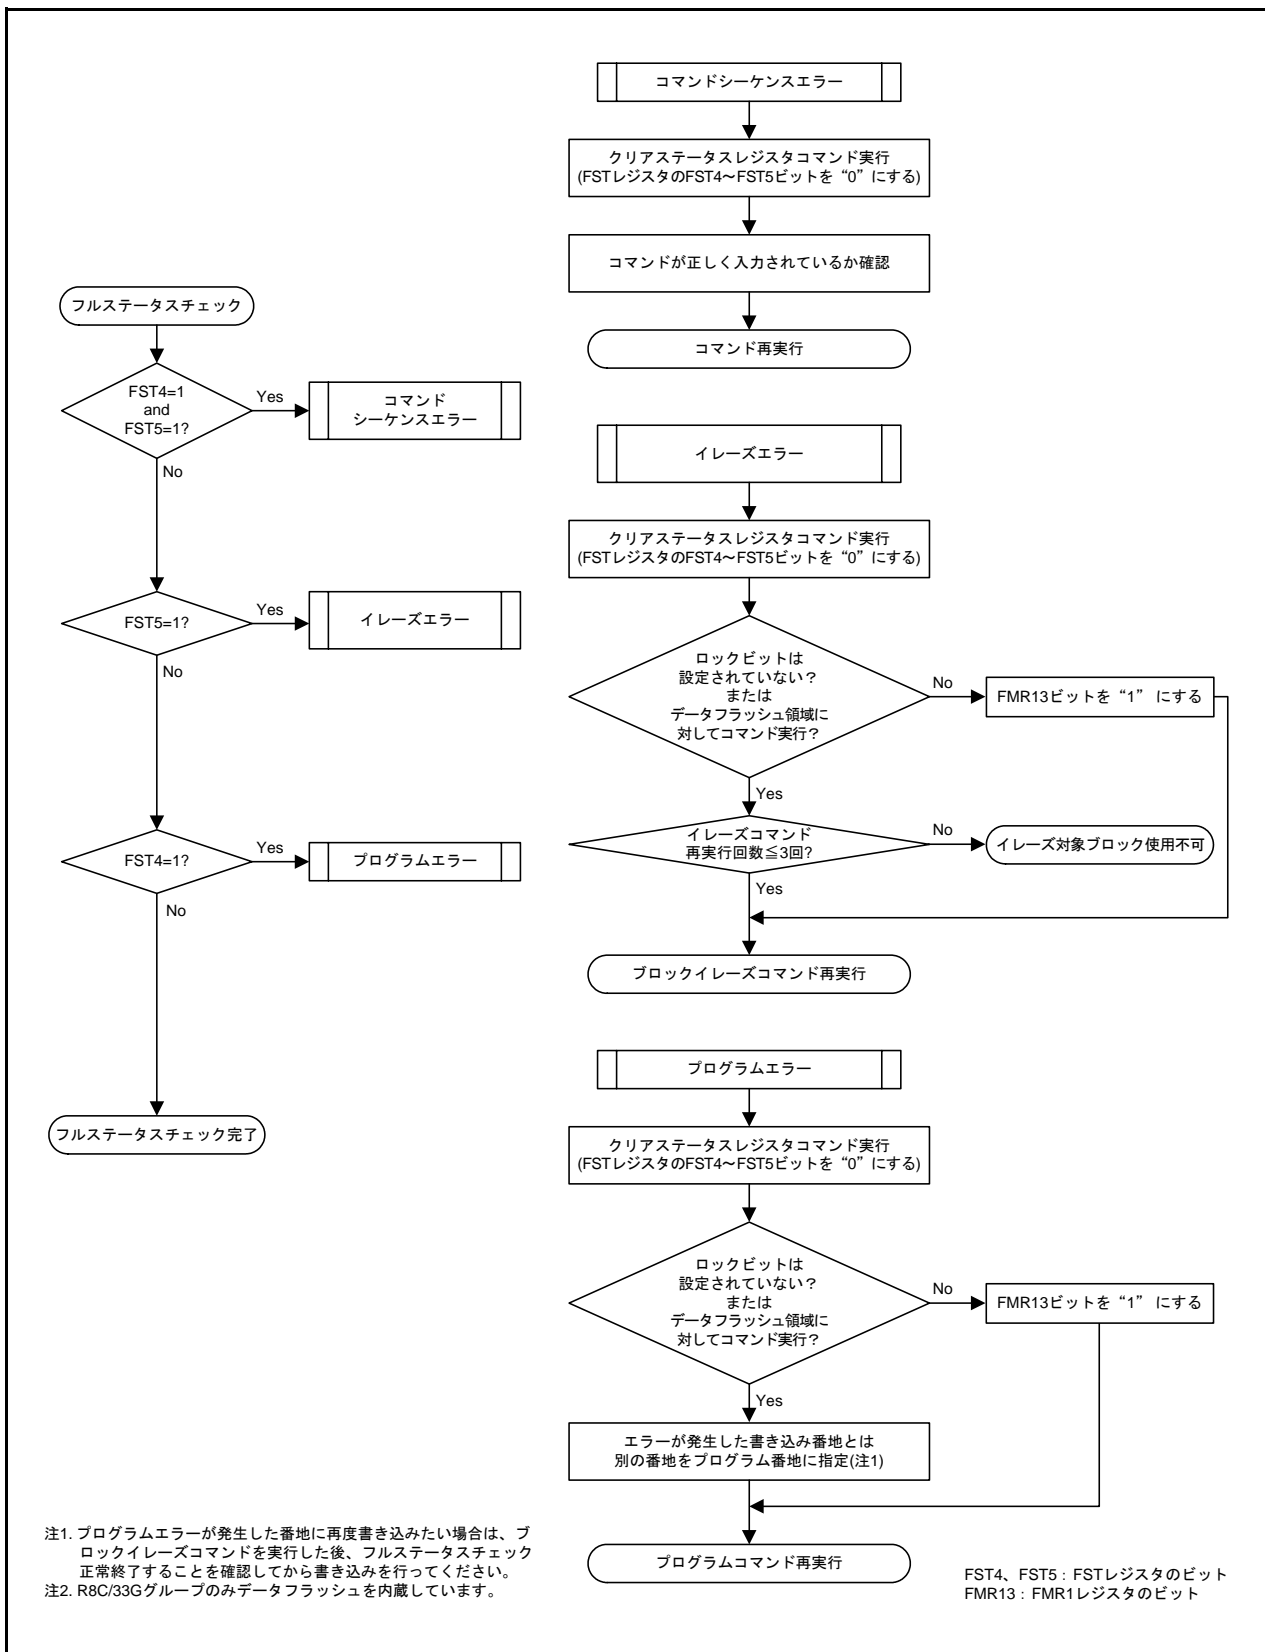 フルステータスチェック
FST4=1
and
FST5=1?
Yes
コマンド
シーケンスエラー
No
FST5=1?
Yes
イレーズエラー
No
FST4=1?
Yes
プログラムエラー
No
フルステータスチェック完了
コマンドシーケンスエラー
クリアステータスレジスタコマンド実行
(FSTレジスタのFST4～FST5ビットを“0”にする)
コマンドが正しく入力されているか確認
コマンド再実行
イレーズエラー
クリアステータスレジスタコマンド実行
(FSTレジスタのFST4～FST5ビットを“0”にする)
ロックビットは
設定されていない？
または
データフラッシュ領域に
対してコマンド実行？
No
FMR13ビットを“1” にする
Yes
イレーズコマンド
再実行回数≦3回?
No
イレーズ対象ブロック使用不可
Yes
ブロックイレーズコマンド再実行
プログラムエラー
クリアステータスレジスタコマンド実行
(FSTレジスタのFST4～FST5ビットを“0”にする)
ロックビットは
設定されていない？
または
データフラッシュ領域に
対してコマンド実行？
No
FMR13ビットを“1” にする
Yes
エラーが発生した書き込み番地とは
別の番地をプログラム番地に指定(注1)
プログラムコマンド再実行
注1. プログラムエラーが発生した番地に再度書き込みたい場合は、ブ
ロックイレーズコマンドを実行した後、フルステータスチェック
正常終了することを確認してから書き込みを行ってください。
注2. R8C/33Gグループのみデータフラッシュを内蔵しています。
FST4、FST5：FSTレジスタのビット
FMR13：FMR1レジスタのビット